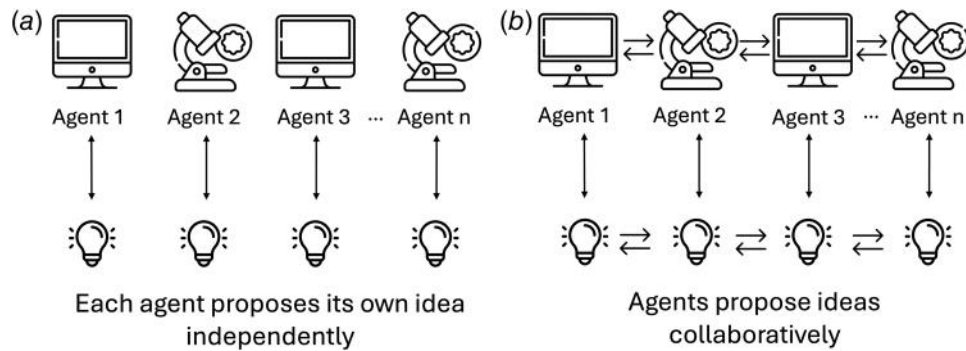 (a)
Agent 1 Agent 2 Agent 3 ... Agent n
Each agent proposes its own idea
independently
(b)
Agent 1 Agent 2 Agent 3 ... Agent n
Agents propose ideas
collaboratively